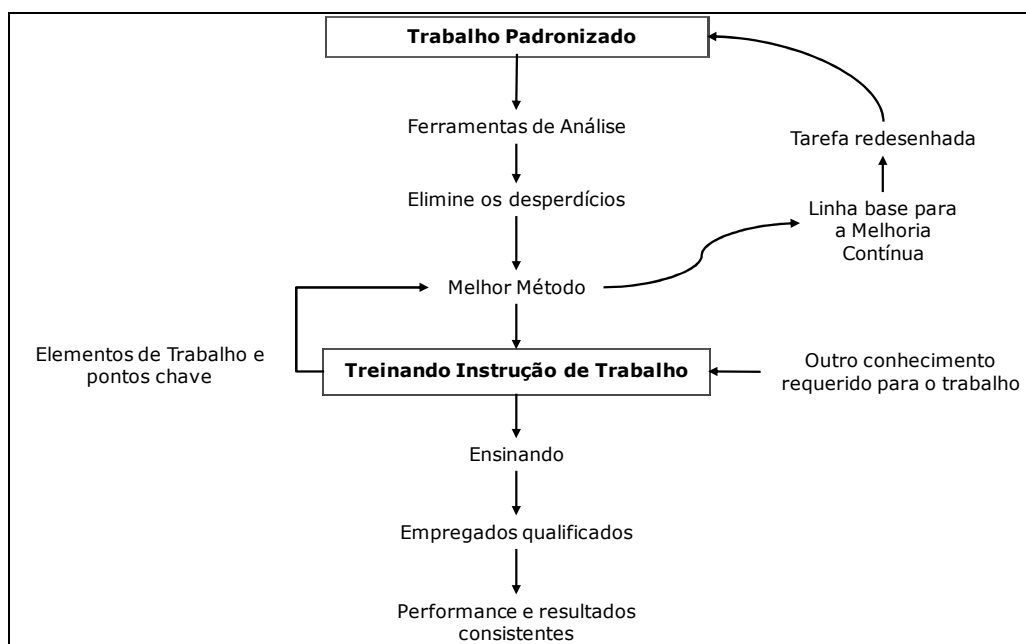 Trabalho Padronizado
Ferramentas de Análise
Tarefa redesenhada
Elimine os desperdícios
Linha base para
a Melhoria
Contínua
Melhor Método
Elementos de Trabalho e
pontos chave
Treinando Instrução de Trabalho
Outro conhecimento
requerido para o trabalho
Ensinando
Empregados qualificados
Performance e resultados
consistentes